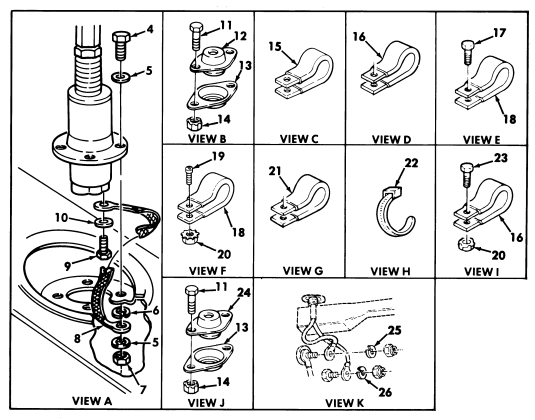 4
5
10
9
8
6
5
7
VIEW A
11
12
13
14
VIEW B
15
VIEW C
16
VIEW D
17
18
VIEW E
19
18
20
VIEW F
21
VIEW G
22
VIEW H
23
20
16
VIEW I
11
24
13
14
VIEW J
25
26
VIEW K